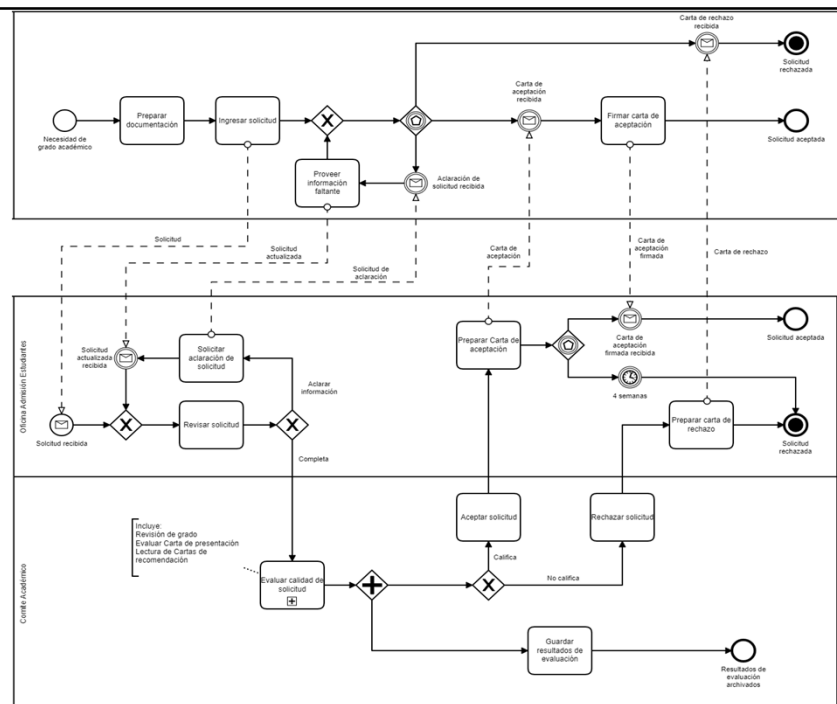 Carta de rechazo
recibida
Solicitud
rechazada
Necesidad de
grado académico
Preparar
documentación
Ingresar solicitud
Carta de
aceptación
recibida
Firmar carta de
aceptación
Solicitud aceptada
Proveer
información
faltante
Aclaración de
solicitud recibida
Solicitud
Solicitud
actualizada
Solicitud de
aclaración
Carta de
aceptación
Carta de
aceptación
firmada
Carta de rechazo
Oficina Admisión Estudiantes
Solicitud
actualizada
recibida
Solicitar
aclaración de
solicitud
Aclarar
información
Preparar Carta de
aceptación
Carta de
aceptación
firmada recibida
Solicitud aceptada
4 semanas
Solcitud recibida
Revisar solicitud
Completa
Preparar carta de
rechazo
Solicitud
rechazada
Comite Académico
Incluye:
Revisión de grado
Evaluar Carta de presentación
Lectura de Cartas de
recomendación
Evaluar calidad de
solicitud
Aceptar solicitud
Rechazar solicitud
Califica
No califica
Guardar
resultados de
evaluación
Resultados de
evaluación
archivados